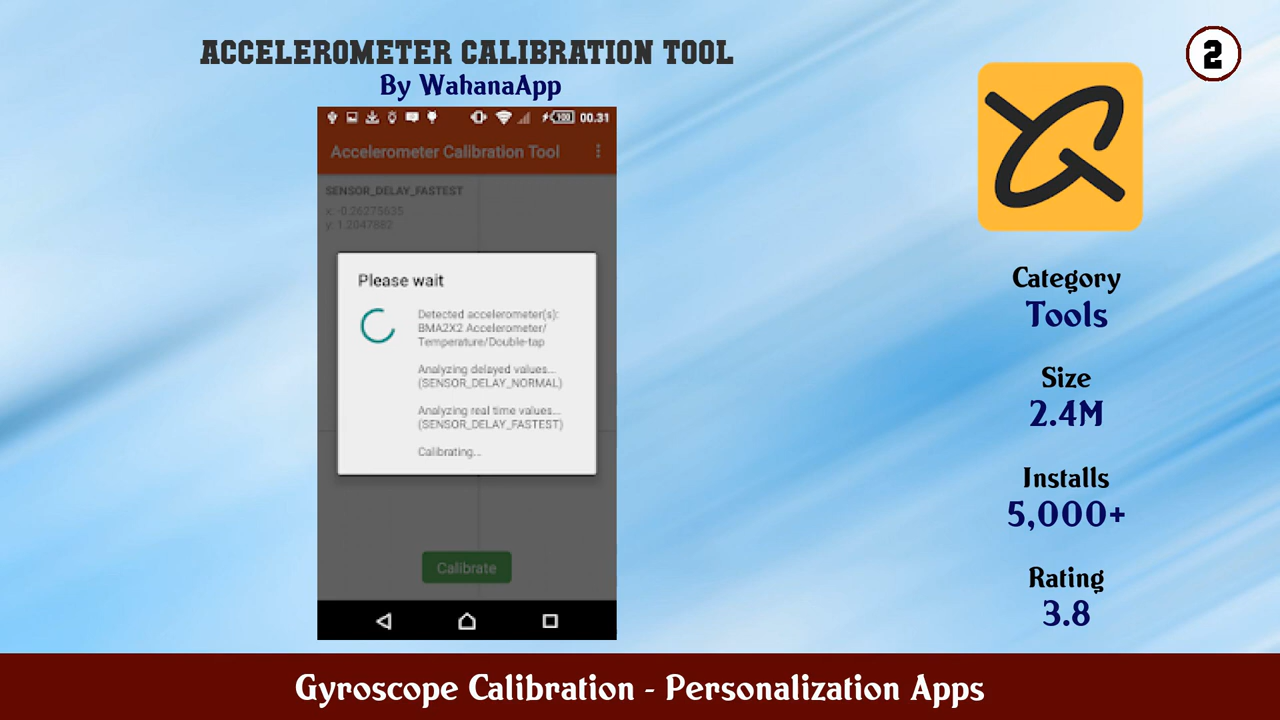 ACCELEROMETER CALIBRATION TOOL
By WahanaApp
2
100 00.31
Accelerometer Calibration Tool
SENSOR_DELAY_FASTEST
x: -0.26275635
y: 1.2047882
Please wait
Detected accelerometer(s):
BMA2X2 Accelerometer/
Temperature/Double-tap
Analyzing delayed values...
(SENSOR_DELAY_NORMAL)
Analyzing real time values...
(SENSOR_DELAY_FASTEST)
Calibrating...
Calibrate
Category
Tools
Size
2.4M
Installs
5,000+
Rating
3.8
Gyroscope Calibration - Personalization Apps